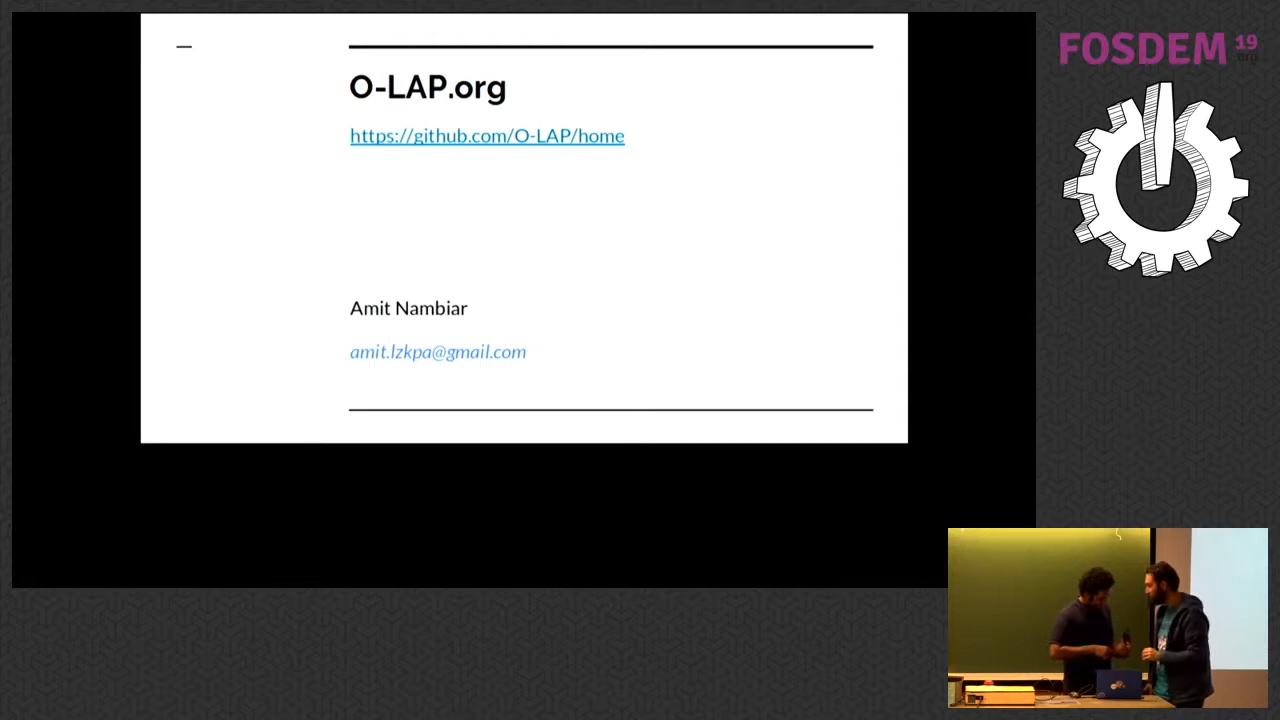 O-LAP.org
https://github.com/O-LAP/home
Amit Nambiar
amit.lzkpa@gmail.com
FOSDEM 19
.org